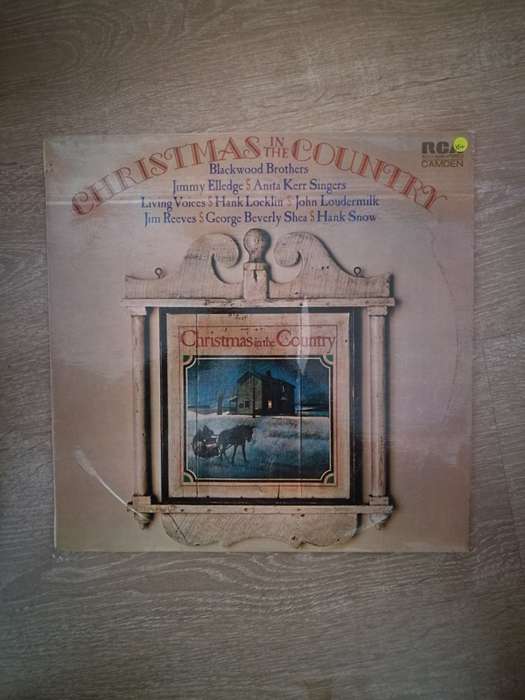 CHRISTMAS IN THE COUNTRY
RCA
CAMDEN
Blackwood Brothers
Jimmy Elledge $ Anita Kerr Singers
Living Voices $ Hank Locklin $ John Loudermilk
Jim Reeves $ George Beverly Shea $ Hank Snow
Christmas in the Country